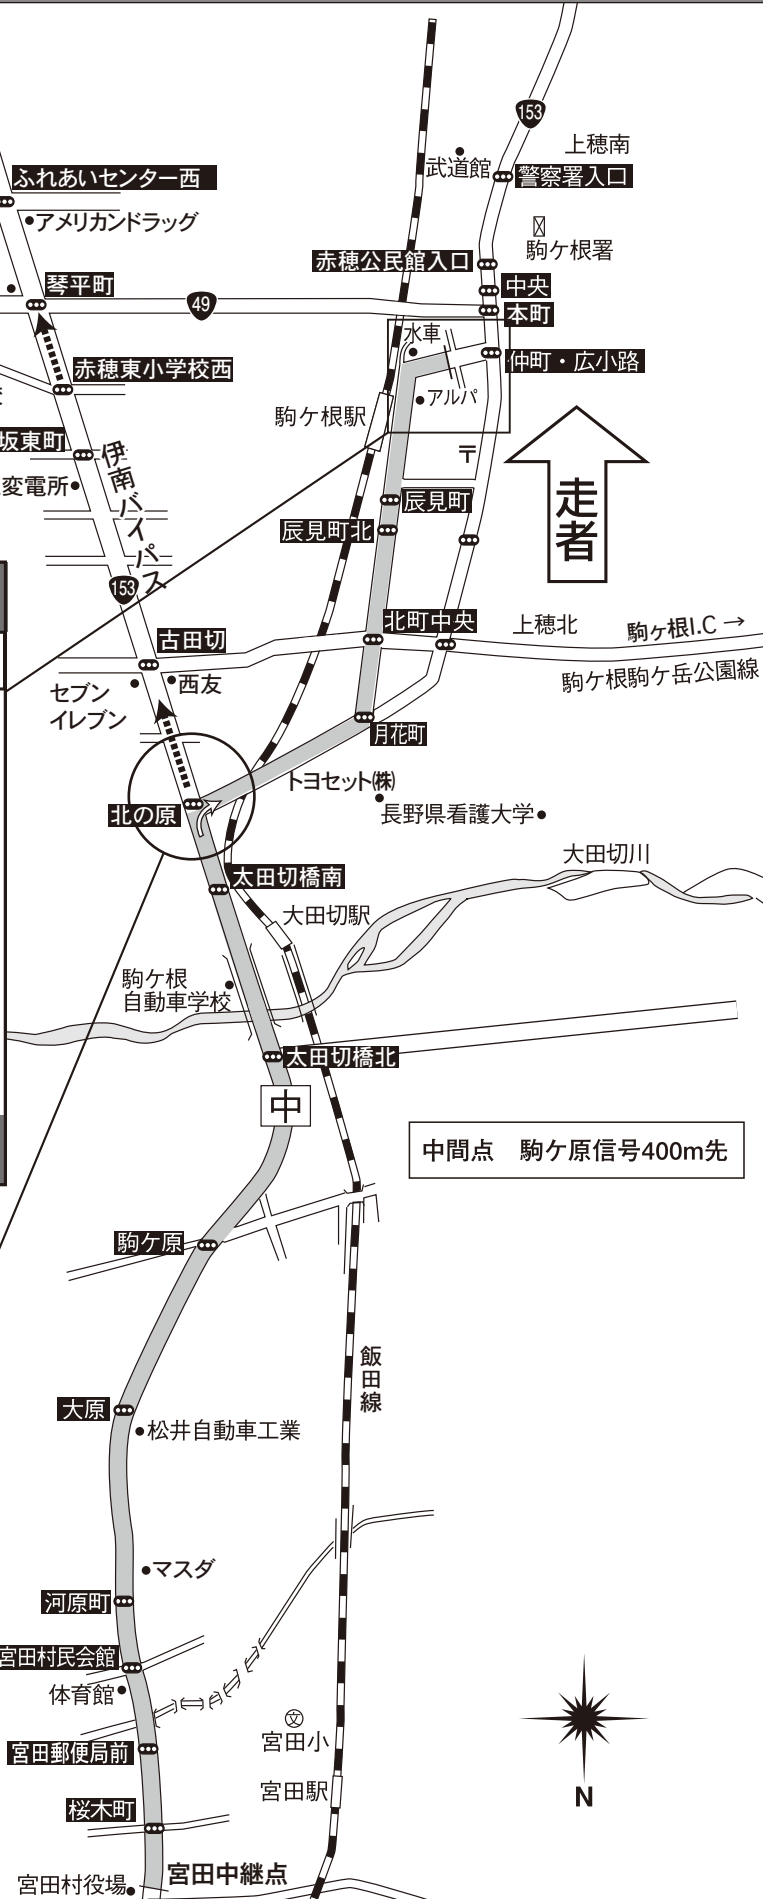 153
上穂南
武道館
警察署入口
ふれあいセンター西
アメリカンドラッグ
駒ケ根署
赤穂公民館入口
中央
琴平町
49
本町
水車
仲町・広小路
赤穂東小学校西
アルパ
駒ケ根駅
坂東町
〒
伊南バイパス
変電所
走者
辰見町
辰見町北
153
北町中央
上穂北
駒ヶ根I.C →
古田切
駒ケ根駒ケ岳公園線
セブン
イレブン
西友
月花町
トヨセット㈱
北の原
長野県看護大学
大田切川
太田切橋南
大田切駅
駒ケ根
自動車学校
太田切橋北
中
中間点 駒ケ原信号400m先
駒ケ原
飯田線
大原
松井自動車工業
マスダ
河原町
宮田村民会館
体育館
文
宮田小
宮田郵便局前
宮田駅
N
桜木町
宮田中継点
宮田村役場